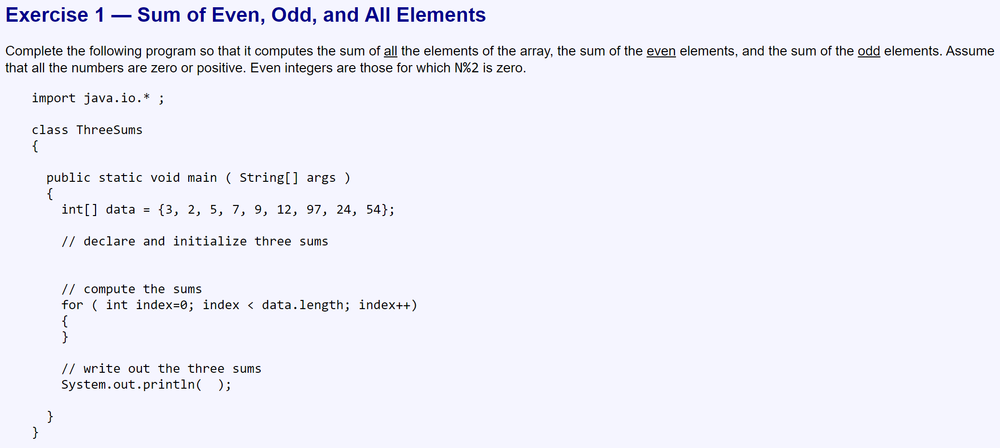 Exercise 1 — Sum of Even, Odd, and All Elements
Complete the following program so that it computes the sum of all the elements of the array, the sum of the even elements, and the sum of the odd elements. Assume
that all the numbers are zero or positive. Even integers are those for which N%2 is zero.
import java.io.* ;
class ThreeSums
{
public static void main ( String[] args )
{
int[] data = {3, 2, 5, 7, 9, 12, 97, 24, 54};
// declare and initialize three sums
// compute the sums
for ( int index=0; index < data.length; index++)
{
}
// write out the three sums
System.out.println(  );
}
}